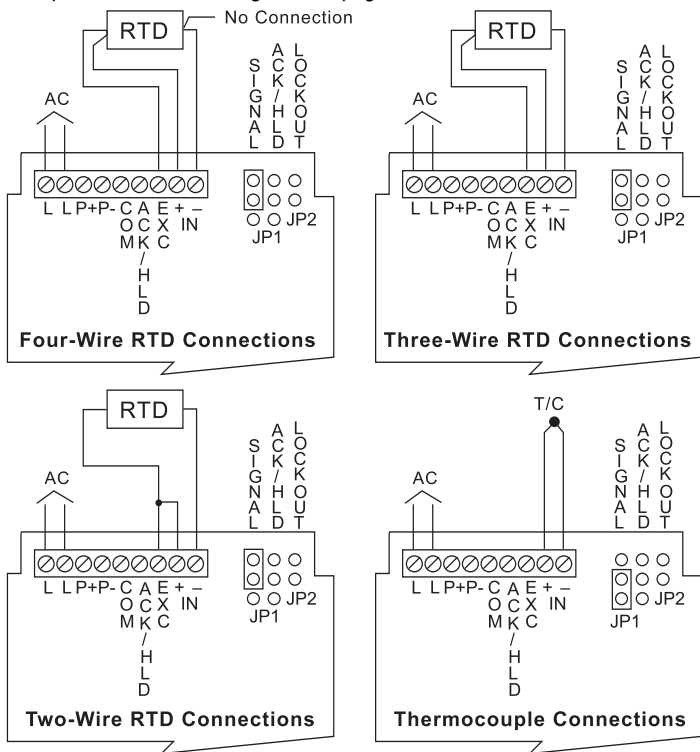 RTD
No Connection
AC
SIGNAL
ACK/HLD
LOCKOUT
L L P+ P- COM ACK/HLD EXC + – IN
JP1
JP2
Four-Wire RTD Connections
RTD
AC
SIGNAL
ACK/HLD
LOCKOUT
L L P+ P- COM ACK/HLD EXC + – IN
JP1
JP2
Three-Wire RTD Connections
RTD
AC
SIGNAL
ACK/HLD
LOCKOUT
L L P+ P- COM ACK/HLD EXC + – IN
JP1
JP2
Two-Wire RTD Connections
T/C
AC
SIGNAL
ACK/HLD
LOCKOUT
L L P+ P- COM ACK/HLD EXC + – IN
JP1
JP2
Thermocouple Connections